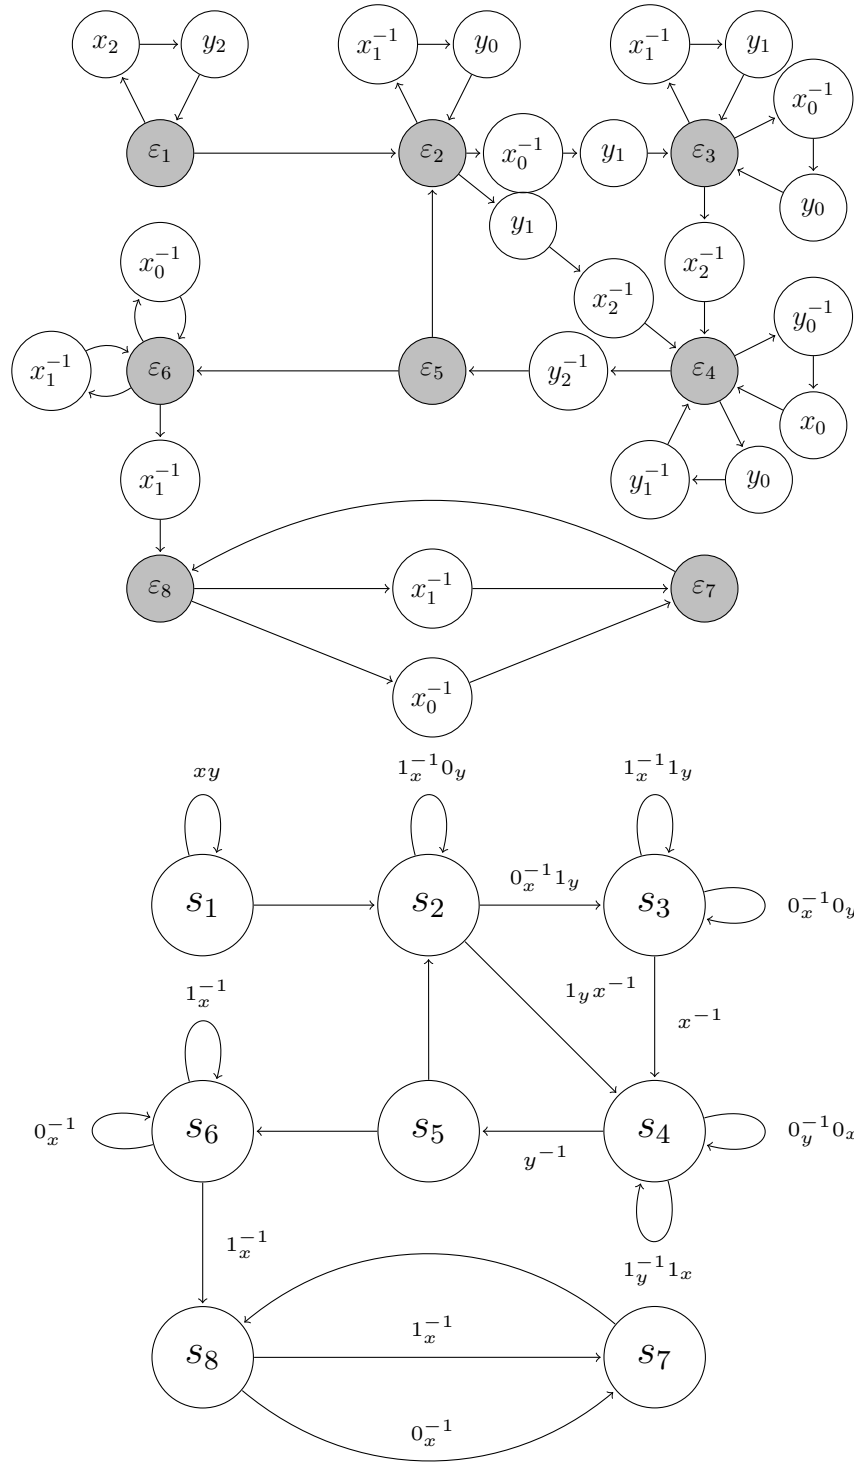 x_2 y_2 x_1^{-1} y_0 x_1^{-1} y_1
x_0^{-1}
ε_1 ε_2 x_0^{-1} y_1 ε_3
y_0
y_1
x_0^{-1} x_2^{-1}
x_2^{-1} y_0^{-1}
x_1^{-1} ε_6 ε_5 y_2^{-1} ε_4
x_0
x_1^{-1} y_1^{-1} y_0
ε_8 x_1^{-1} ε_7
x_0^{-1}
xy 1_x^{-1}0_y 1_x^{-1}1_y
0_x^{-1}1_y
s_1 s_2 s_3 0_x^{-1}0_y
1_x^{-1} 1_yx^{-1}
x^{-1}
0_x^{-1} s_6 s_5 s_4 0_y^{-1}0_x
y^{-1}
1_x^{-1} 1_y^{-1}1_x
1_x^{-1}
s_8 s_7
0_x^{-1}